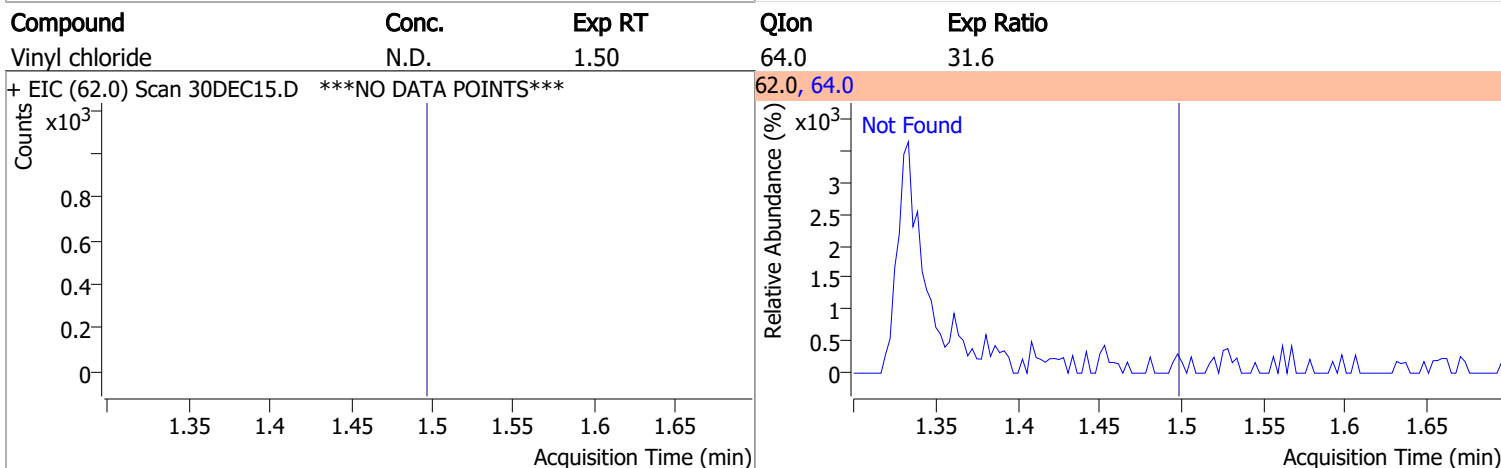 Compound Conc. Exp RT QIon Exp Ratio
Vinyl chloride N.D. 1.50 64.0 31.6
+ EIC (62.0) Scan 30DEC15.D ***NO DATA POINTS***
Counts
x10³
0.8
0.6
0.4
0.2
0
1.35 1.4 1.45 1.5 1.55 1.6 1.65
Acquisition Time (min)
62.0, 64.0
Relative Abundance (%)
x10³
Not Found
3
2.5
2
1.5
1
0.5
0
1.35 1.4 1.45 1.5 1.55 1.6 1.65
Acquisition Time (min)